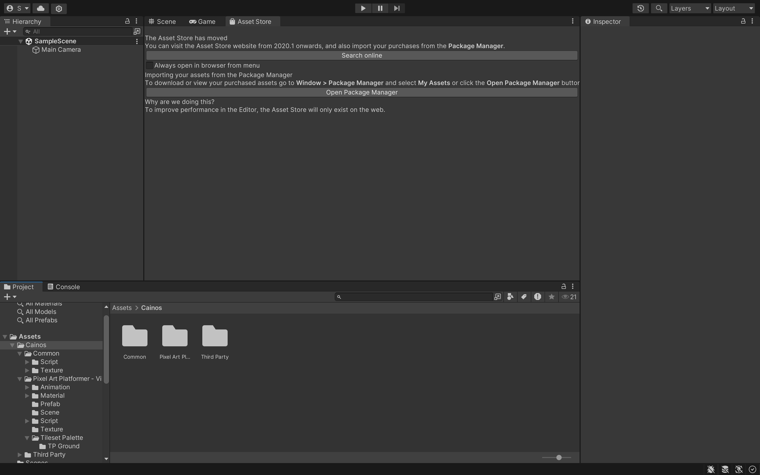 S
Layers
Layout
Hierarchy
Scene
Game
Asset Store
Inspector
All
SampleScene
Main Camera
The Asset Store has moved
You can visit the Asset Store website from 2020.1 onwards, and also import your purchases from the Package Manager.
Search online
Always open in browser from menu
Importing your assets from the Package Manager
To download or view your purchased assets go to Window > Package Manager and select My Assets or click the Open Package Manager button
Open Package Manager
Why are we doing this?
To improve performance in the Editor, the Asset Store will only exist on the web.
Project
Console
21
All Materials
All Models
All Prefabs
Assets
Cainos
Common
Script
Texture
Pixel Art Platformer - Vi
Animation
Material
Prefab
Scene
Script
Texture
Tileset Palette
TP Ground
Third Party
Scenes
Assets > Cainos
Common
Pixel Art Pl...
Third Party